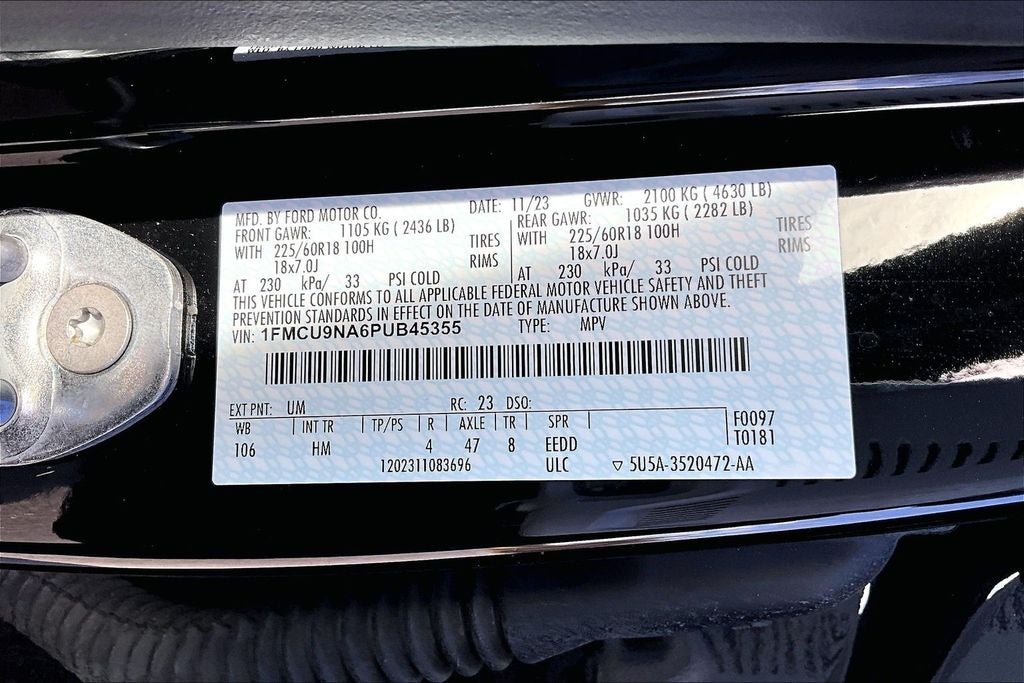 MFD. BY FORD MOTOR CO. DATE: 11/23 GVWR: 2100 KG ( 4630 LB)
FRONT GAWR: 1105 KG ( 2436 LB) REAR GAWR: 1035 KG ( 2282 LB)
WITH 225/60R18 100H TIRES WITH 225/60R18 100H TIRES
18x7.0J RIMS 18x7.0J RIMS
AT 230 kPa/ 33 PSI COLD AT 230 kPa/ 33 PSI COLD
THIS VEHICLE CONFORMS TO ALL APPLICABLE FEDERAL MOTOR VEHICLE SAFETY AND THEFT
PREVENTION STANDARDS IN EFFECT ON THE DATE OF MANUFACTURE SHOWN ABOVE.
VIN: 1FMCU9NA6PUB45355 TYPE: MPV
EXT PNT: UM RC: 23 DSO:
WB INT TR TP/PS R AXLE TR SPR F0097
106 HM 4 47 8 EEDD T0181
1202311083696 ULC ▽ 5U5A-3520472-AA